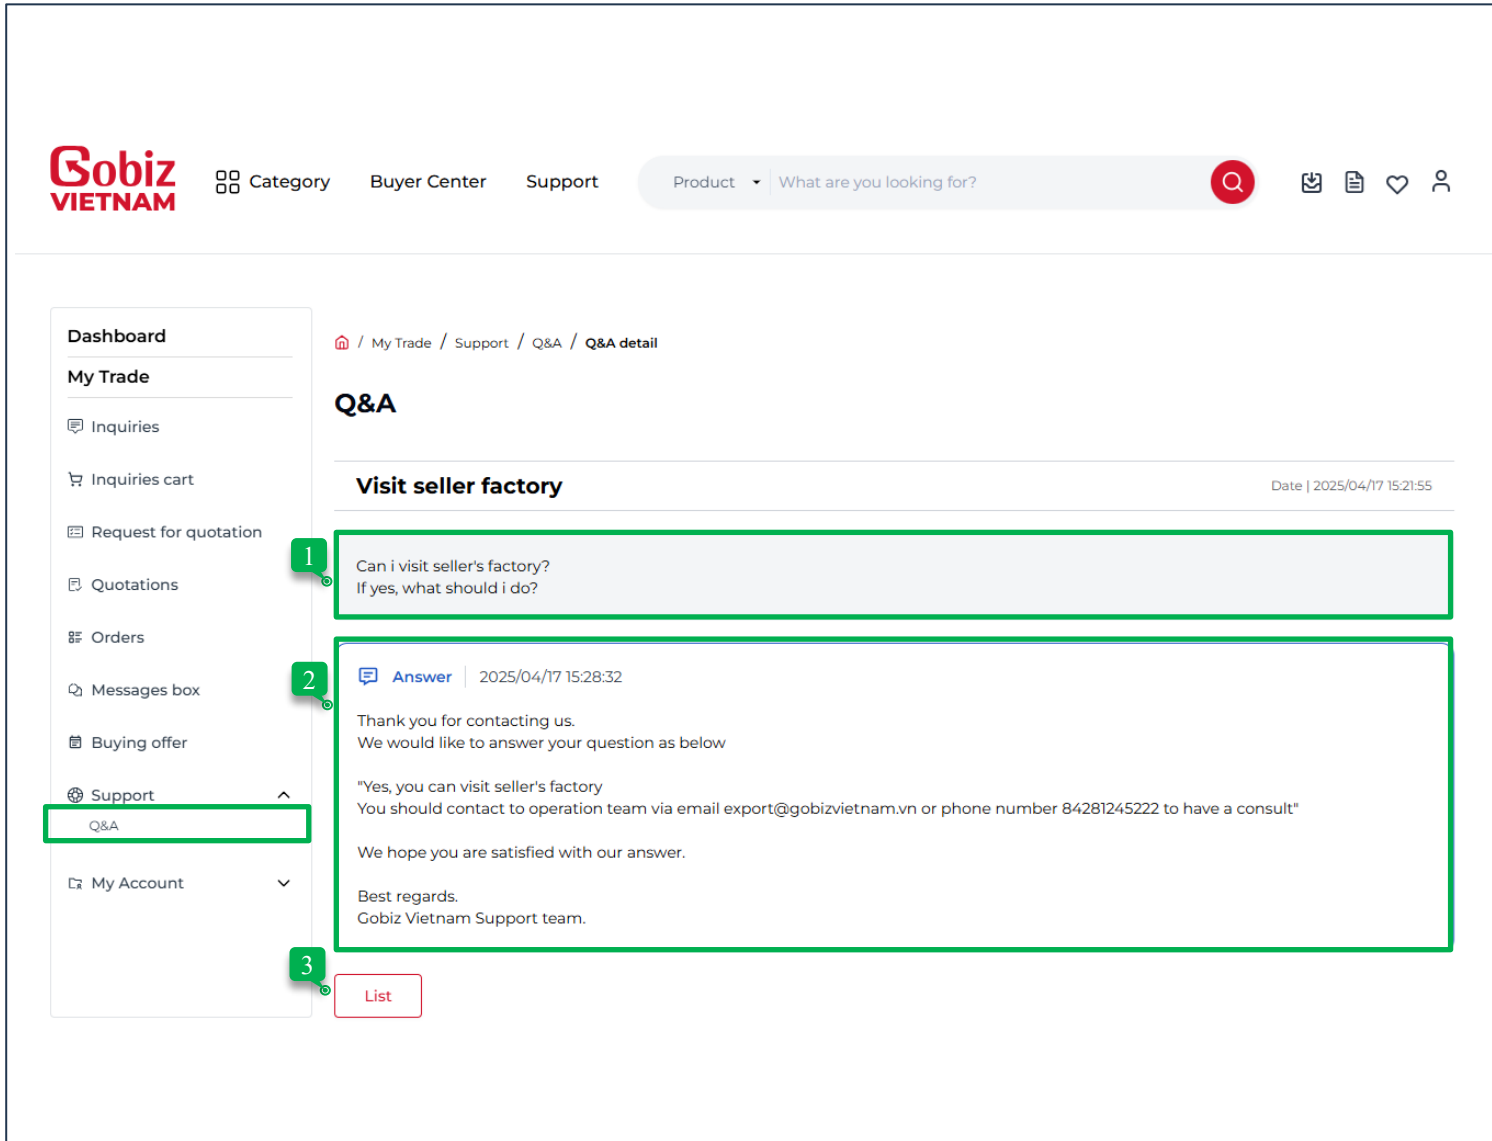 Gobiz
VIETNAM
Category
Buyer Center
Support
Product
What are you looking for?
Dashboard
My Trade
Inquiries
Inquiries cart
Request for quotation
Quotations
Orders
Messages box
Buying offer
Support
Q&A
My Account
/ My Trade / Support / Q&A / Q&A detail
Q&A
Visit seller factory
Date | 2025/04/17 15:21:55
1
Can i visit seller's factory?
If yes, what should i do?
2
Answer 2025/04/17 15:28:32
Thank you for contacting us.
We would like to answer your question as below
"Yes, you can visit seller's factory
You should contact to operation team via email export@gobizvietnam.vn or phone number 84281245222 to have a consult"
We hope you are satisfied with our answer.
Best regards.
Gobiz Vietnam Support team.
3
List